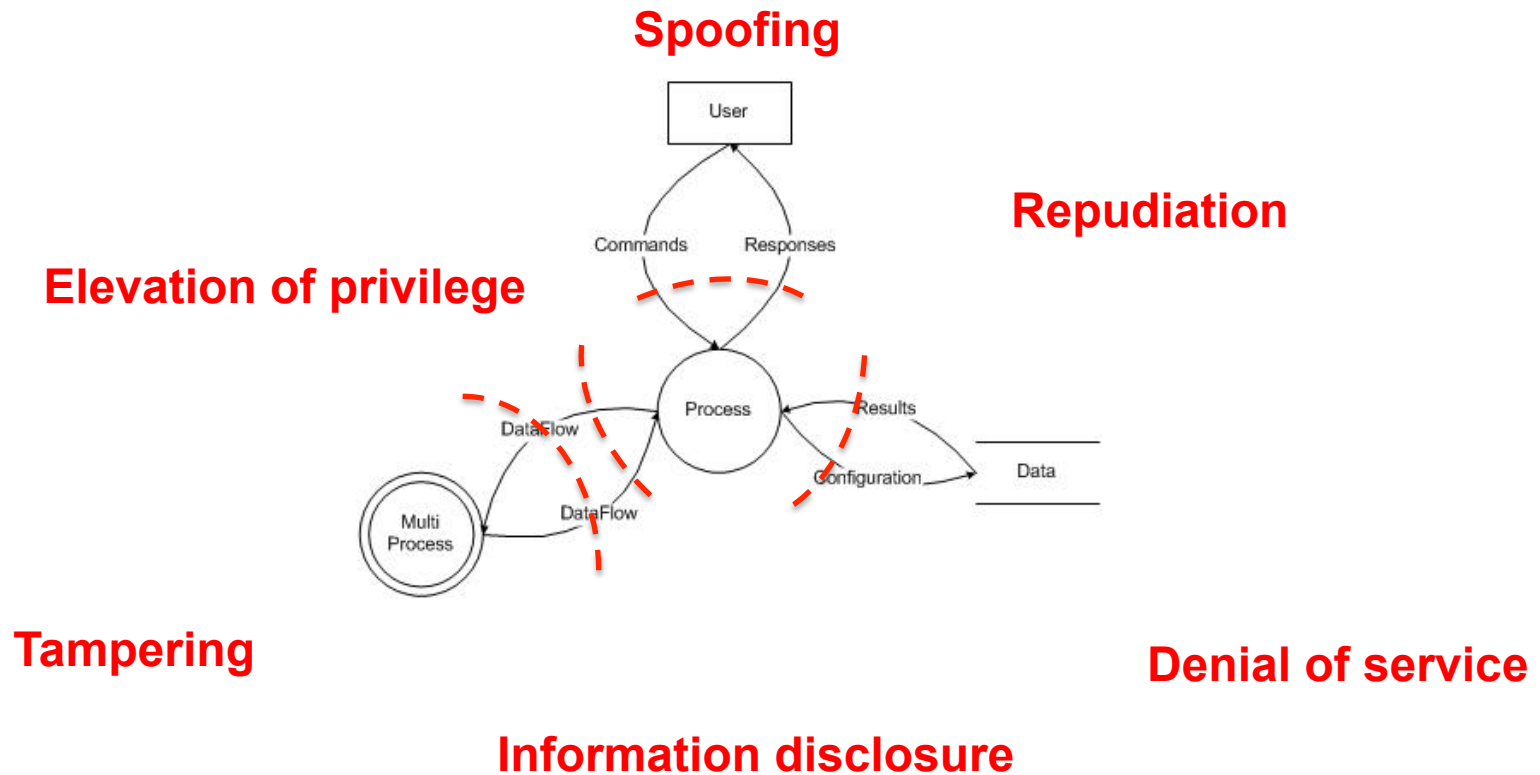 Spoofing
User
Repudiation
Commands
Responses
Elevation of privilege
Process
Results
DataFlow
Configuration
Data
DataFlow
Multi
Process
Tampering
Denial of service
Information disclosure